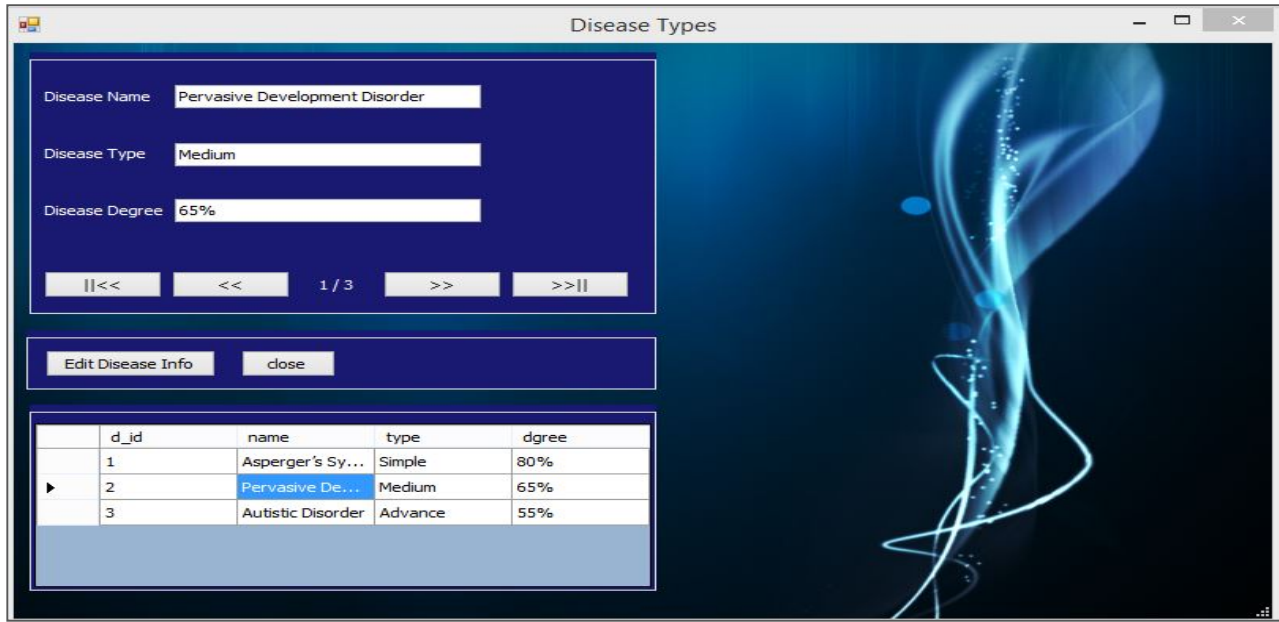 Disease Types
Disease Name Pervasive Development Disorder
Disease Type Medium
Disease Degree 65%
||<< << 1 / 3 >> >>||
Edit Disease Info close
d_id name type dgree
1 Asperger's Sy... Simple 80%
2 Pervasive De... Medium 65%
3 Autistic Disorder Advance 55%